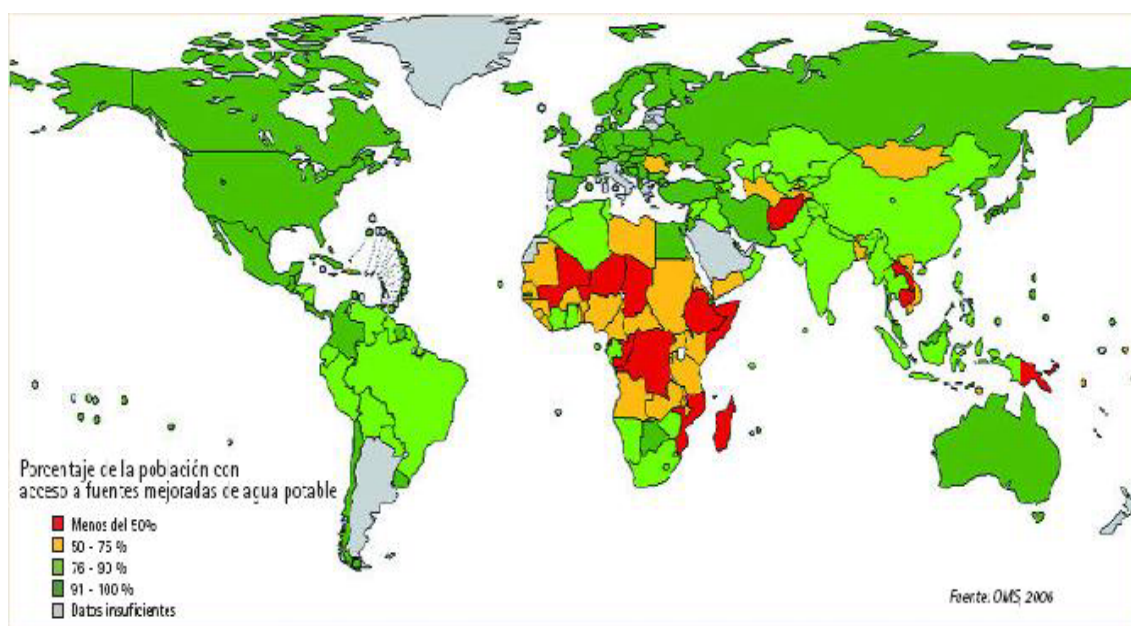 Porcentaje de la población con
acceso a fuentes mejoradas de agua potable
Menos del 50%
50 - 75 %
76 - 90 %
91 - 100 %
Datos insuficientes
Fuente: OMS, 2006